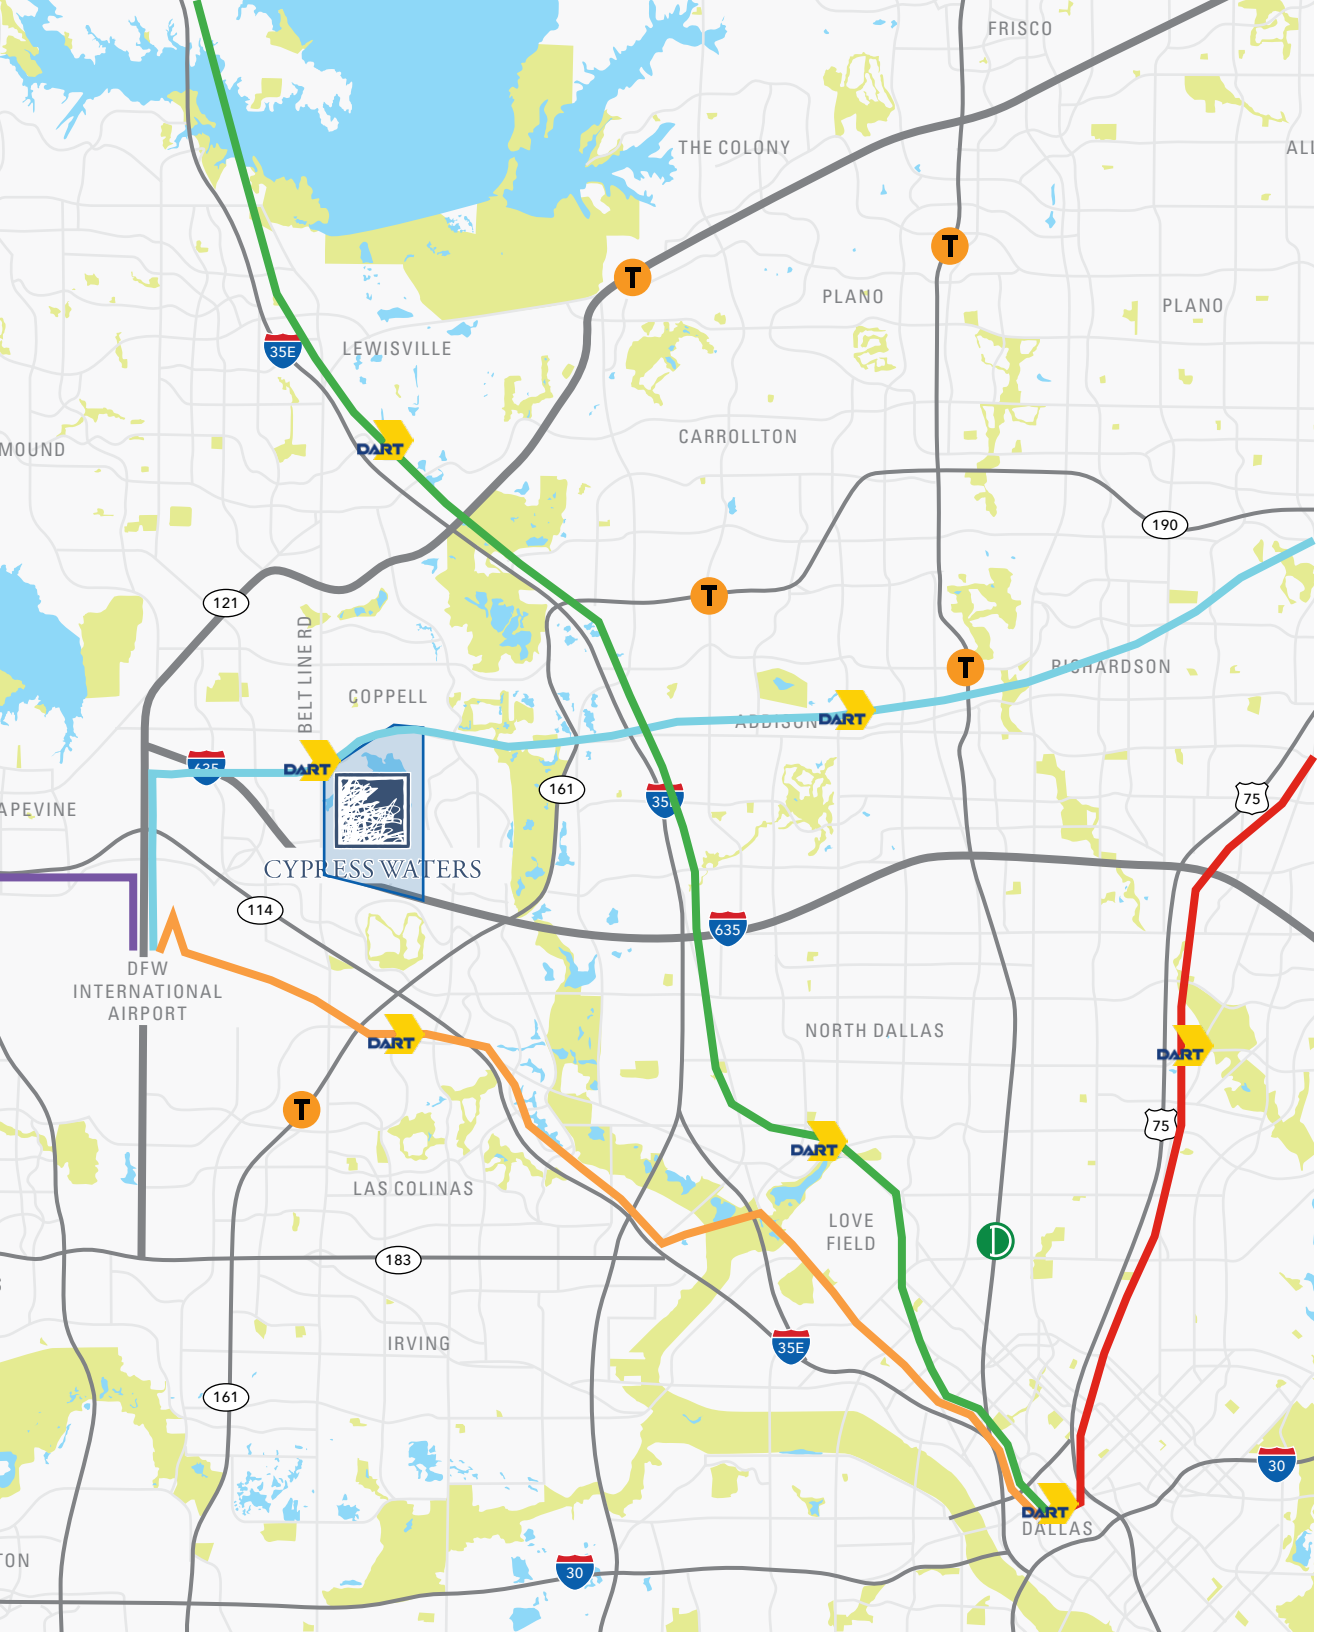 FRISCO
THE COLONY
ALL
T
T
PLANO
PLANO
35E
LEWISVILLE
DART
CARROLLTON
MOUND
190
121
T
BELT LINE RD
COPPELL
T
RICHARDSON
ADDISON
DART
635
DART
161
35E
75
APEVINE
CYPRESS WATERS
114
635
DFW
INTERNATIONAL
AIRPORT
NORTH DALLAS
DART
DART
T
75
DART
LAS COLINAS
LOVE
FIELD
D
183
IRVING
35E
161
30
DART
DALLAS
TON
30